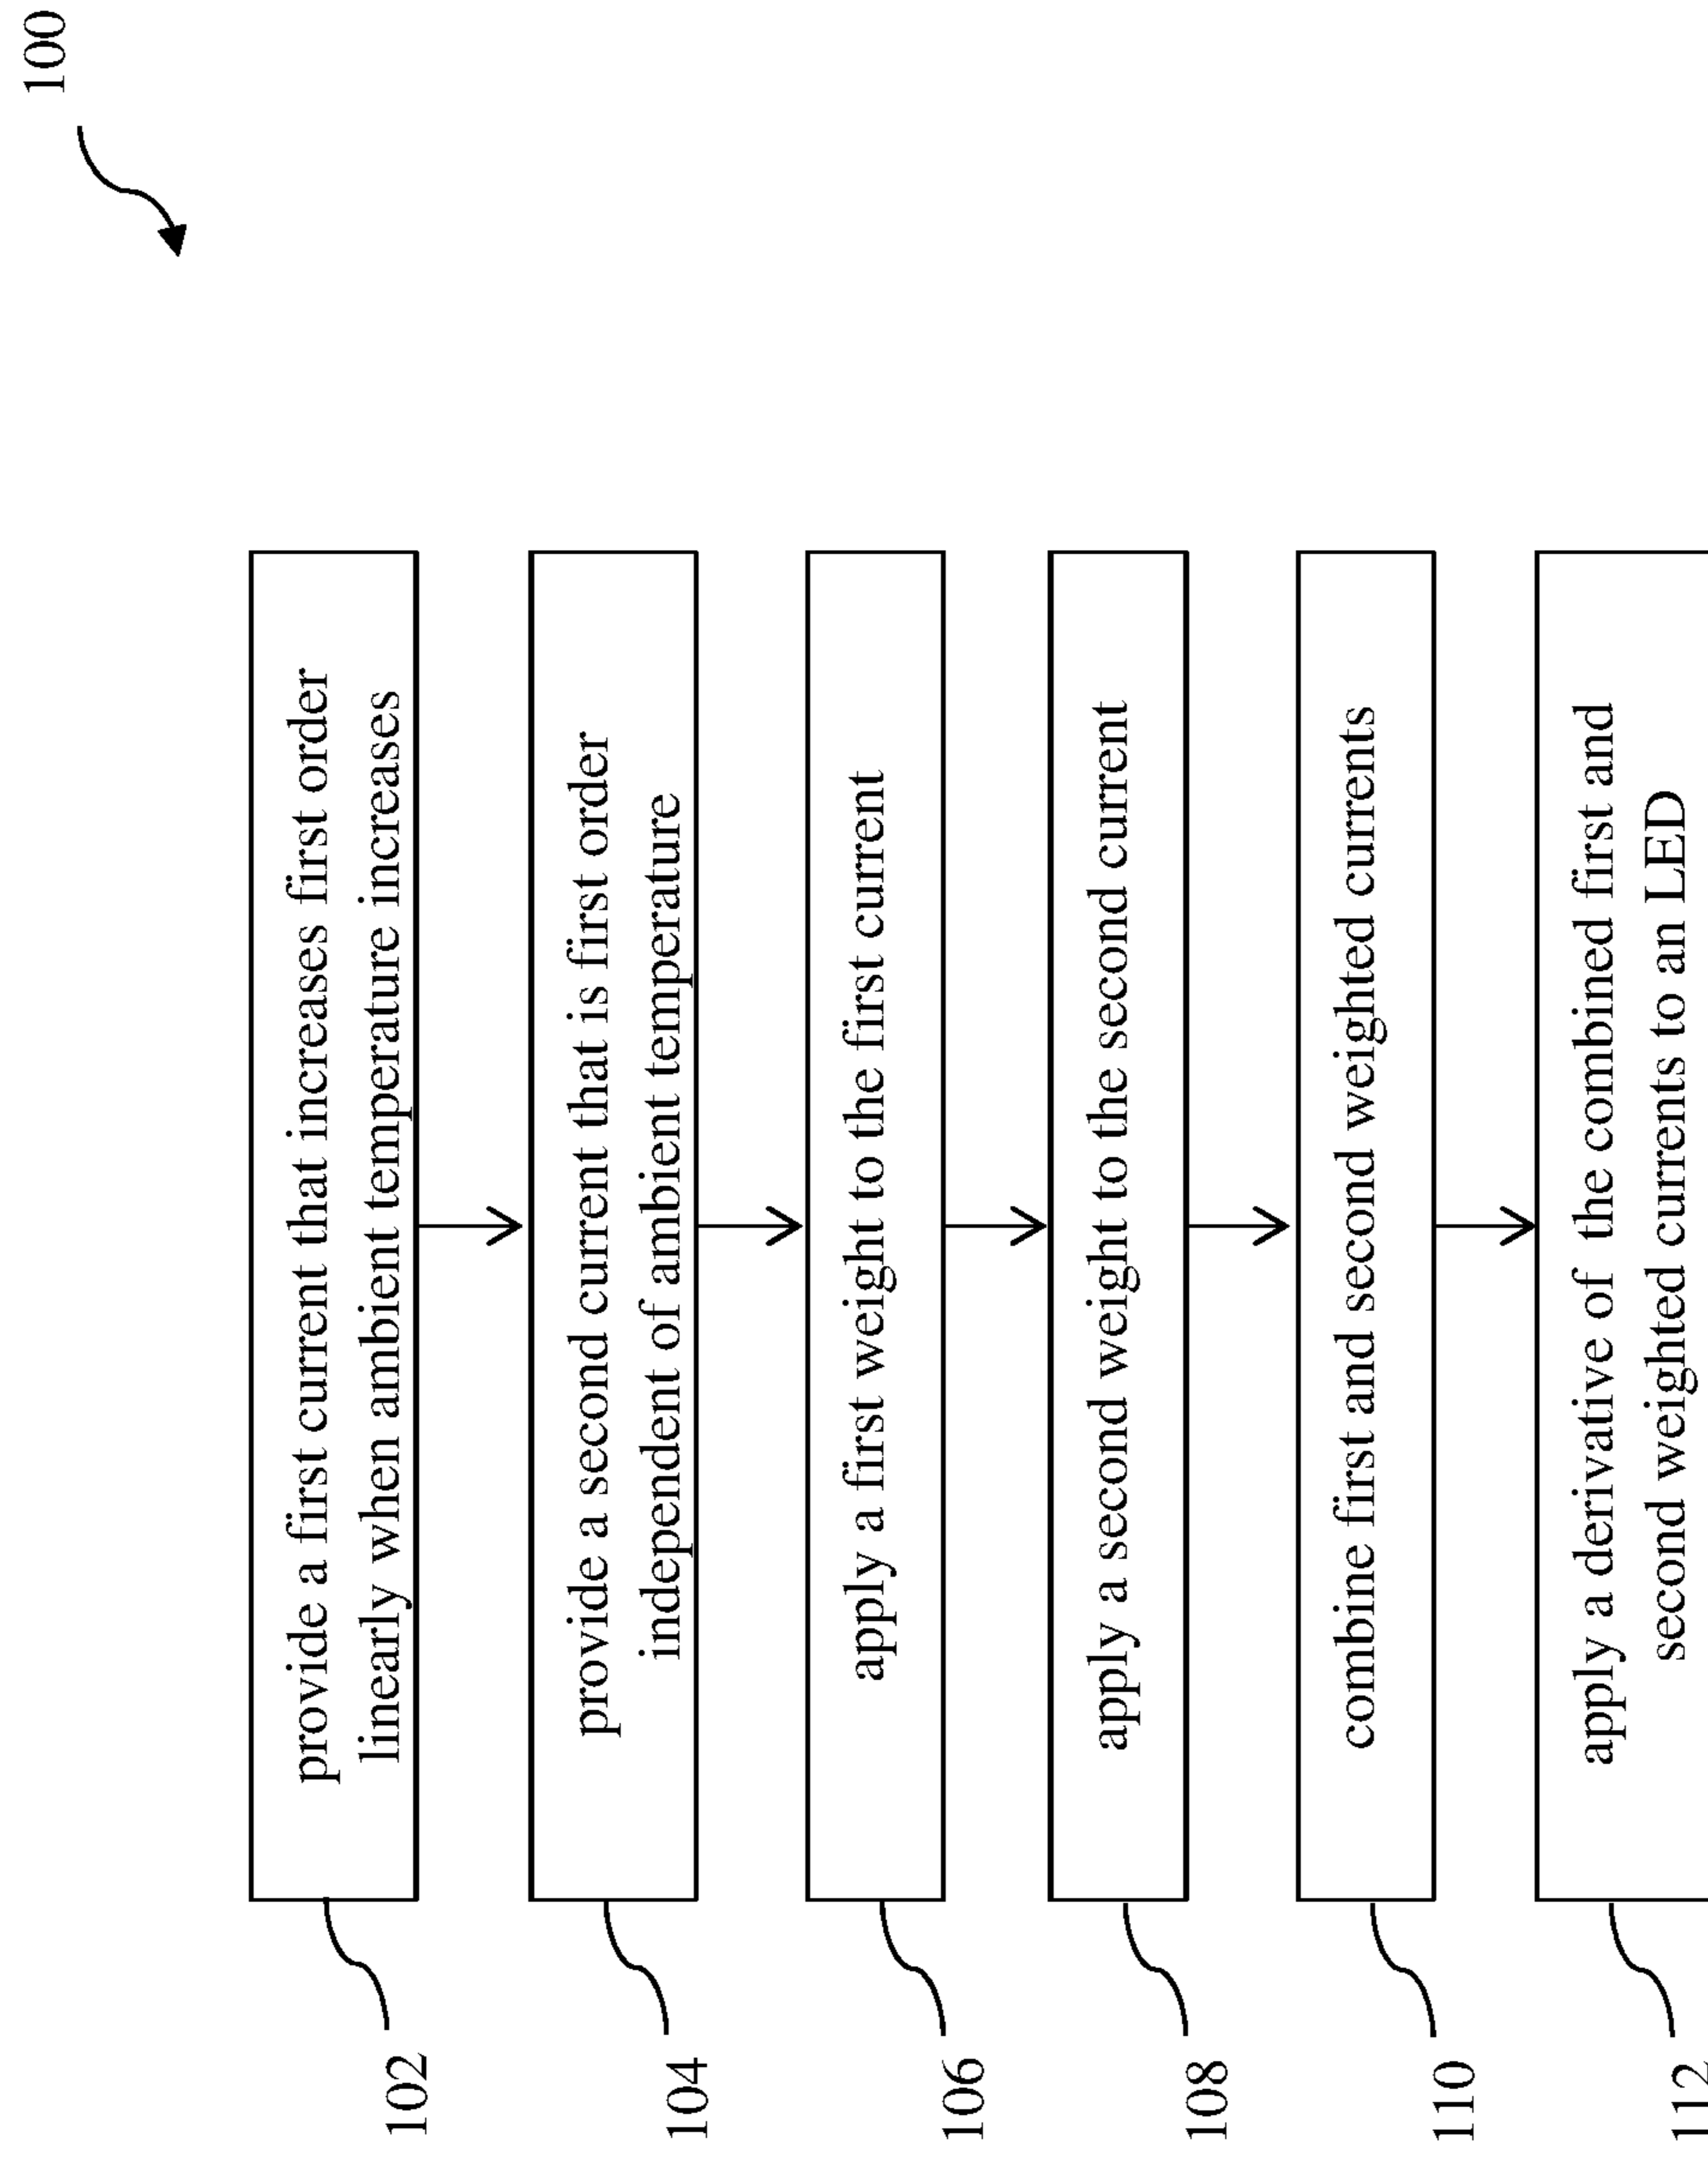 100
102
provide a first current that increases first order
linearly when ambient temperature increases
104
provide a second current that is first order
independent of ambient temperature
106
apply a first weight to the first current
108
apply a second weight to the second current
110
combine first and second weighted currents
112
apply a derivative of the combined first and
second weighted currents to an LED